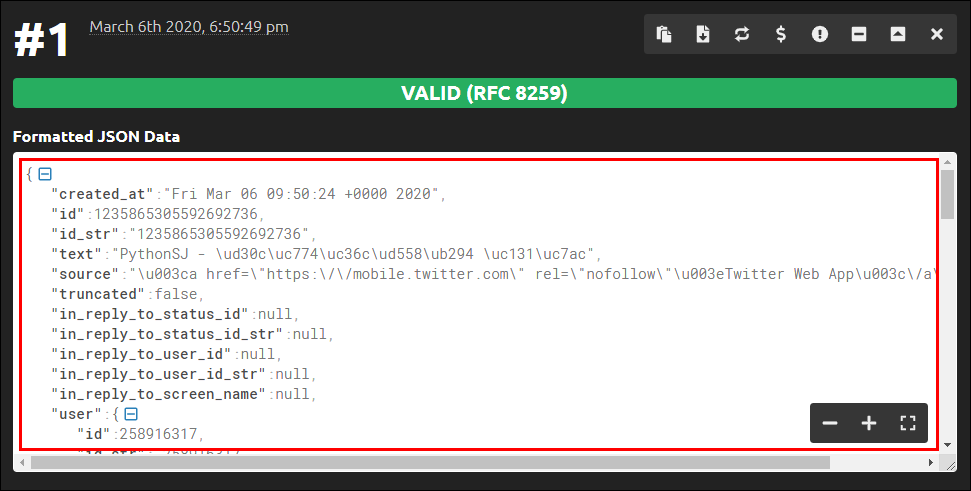 #1 March 6th 2020, 6:50:49 pm
$
VALID (RFC 8259)
Formatted JSON Data
{
"created_at":"Fri Mar 06 09:50:24 +0000 2020",
"id":1235865305592692736,
"id_str":"1235865305592692736",
"text":"PythonSJ - \ud30c\uc774\uc36c\ud558\ub294 \uc131\uc7ac",
"source":"\u003ca href=\"https:\/\/mobile.twitter.com\" rel=\"nofollow\"\u003eTwitter Web App\u003c\/a\
"truncated":false,
"in_reply_to_status_id":null,
"in_reply_to_status_id_str":null,
"in_reply_to_user_id":null,
"in_reply_to_user_id_str":null,
"in_reply_to_screen_name":null,
"user":{
"id":258916317,